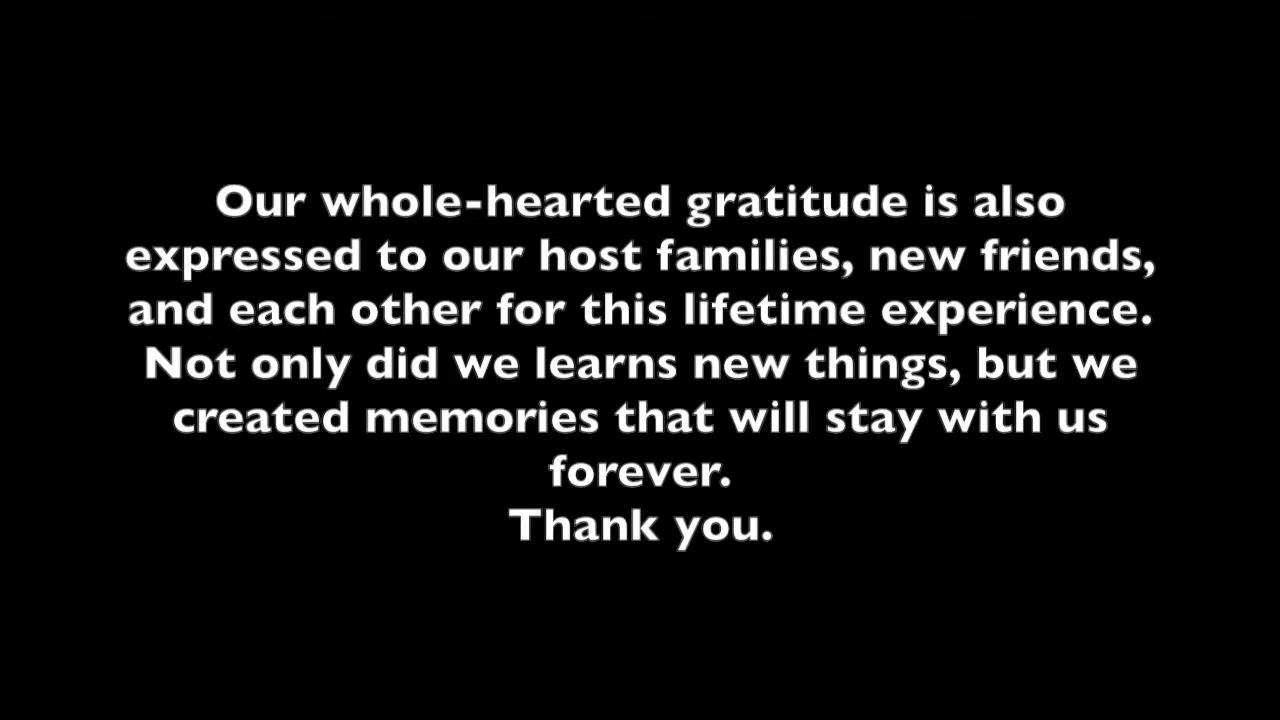 Our whole-hearted gratitude is also
expressed to our host families, new friends,
and each other for this lifetime experience.
Not only did we learns new things, but we
created memories that will stay with us
forever.
Thank you.